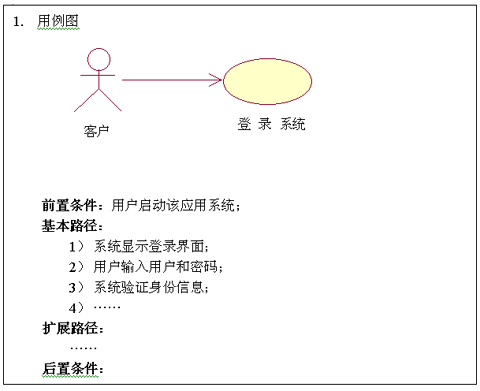 1. 用例图
客户
登 录 系统
前置条件：用户启动该应用系统；
基本路径：
1）系统显示登录界面；
2）用户输入用户和密码；
3）系统验证身份信息；
4）……
扩展路径：
……
后置条件：